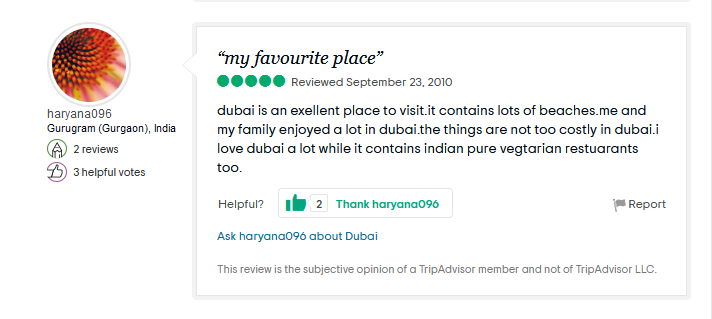 “my favourite place”
Reviewed September 23, 2010
haryana096
Gurugram (Gurgaon), India
2 reviews
3 helpful votes
dubai is an exellent place to visit.it contains lots of beaches.me and
my family enjoyed a lot in dubai.the things are not too costly in dubai.i
love dubai a lot while it contains indian pure vegtarian restuarants
too.
Helpful? 2 Thank haryana096 Report
Ask haryana096 about Dubai
This review is the subjective opinion of a TripAdvisor member and not of TripAdvisor LLC.